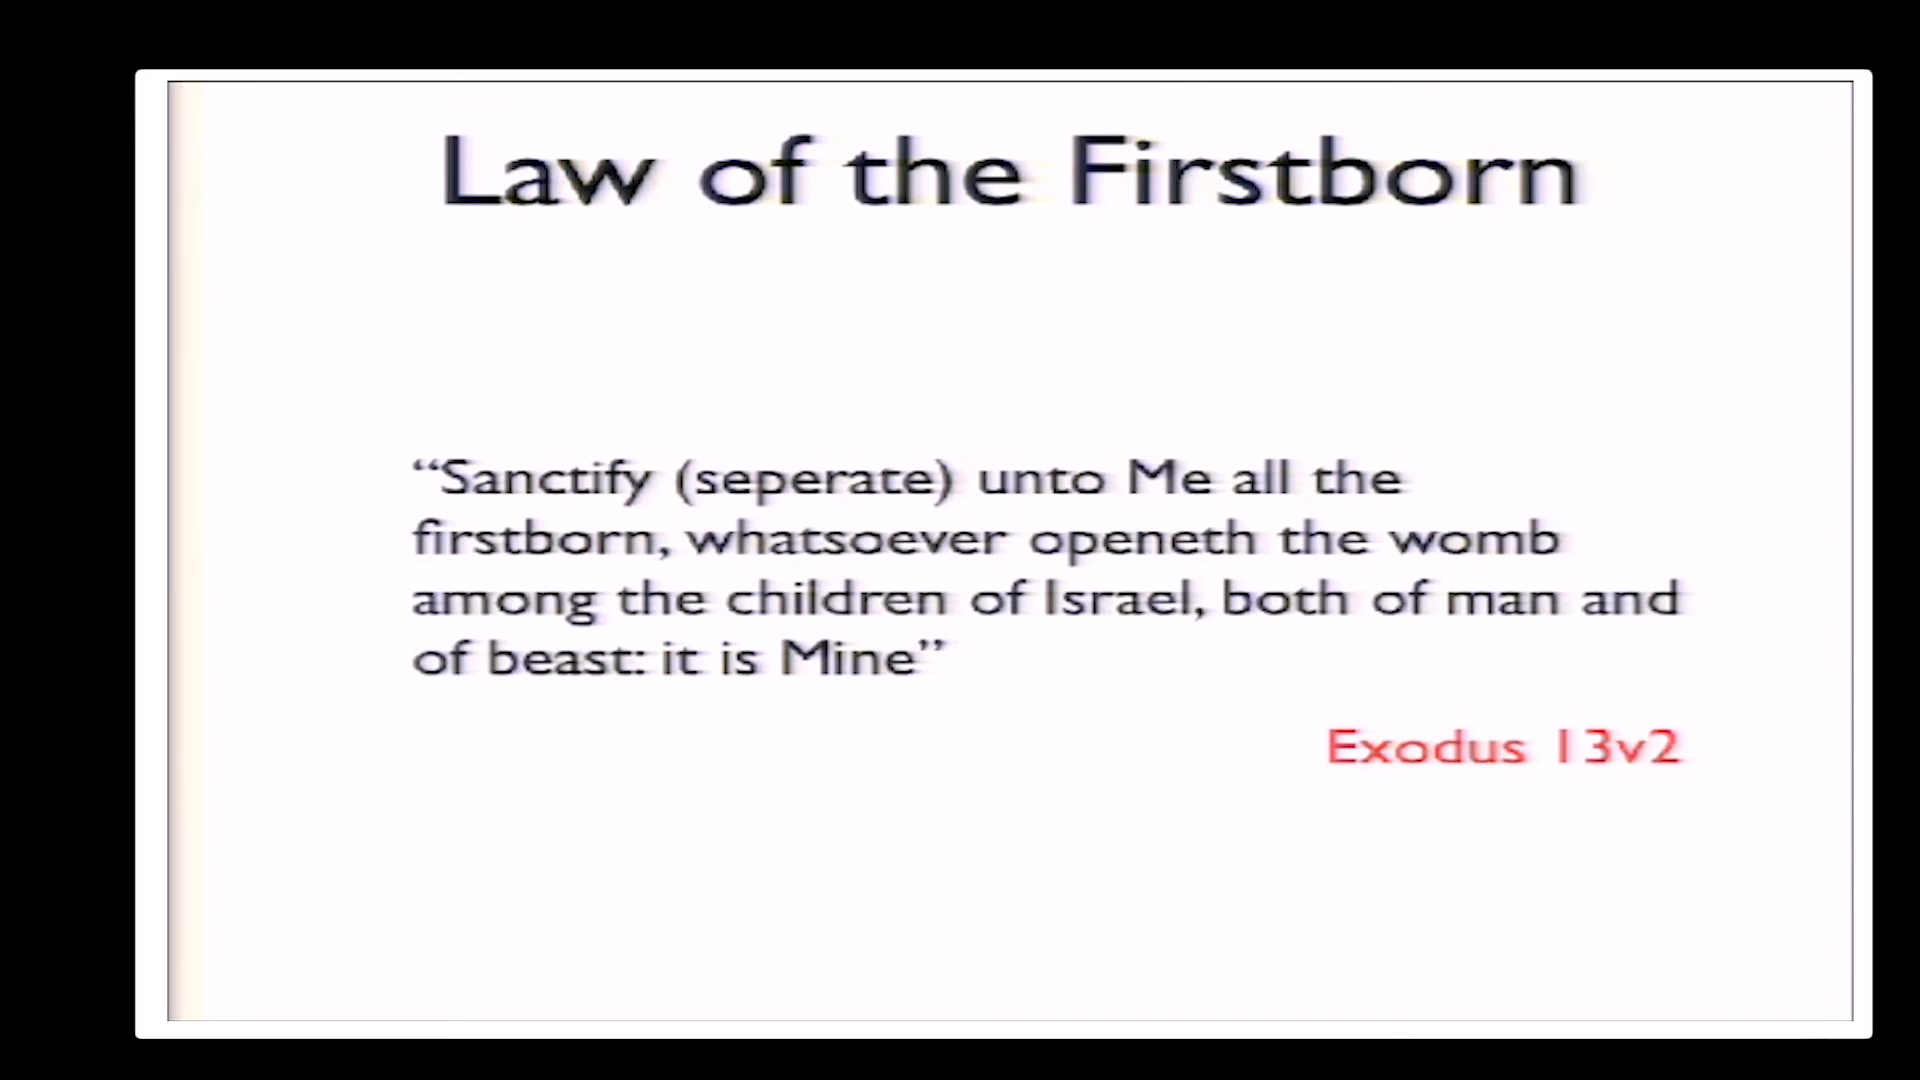 Law of the Firstborn
“Sanctify (seperate) unto Me all the
firstborn, whatsoever openeth the womb
among the children of Israel, both of man and
of beast: it is Mine”
Exodus 13v2